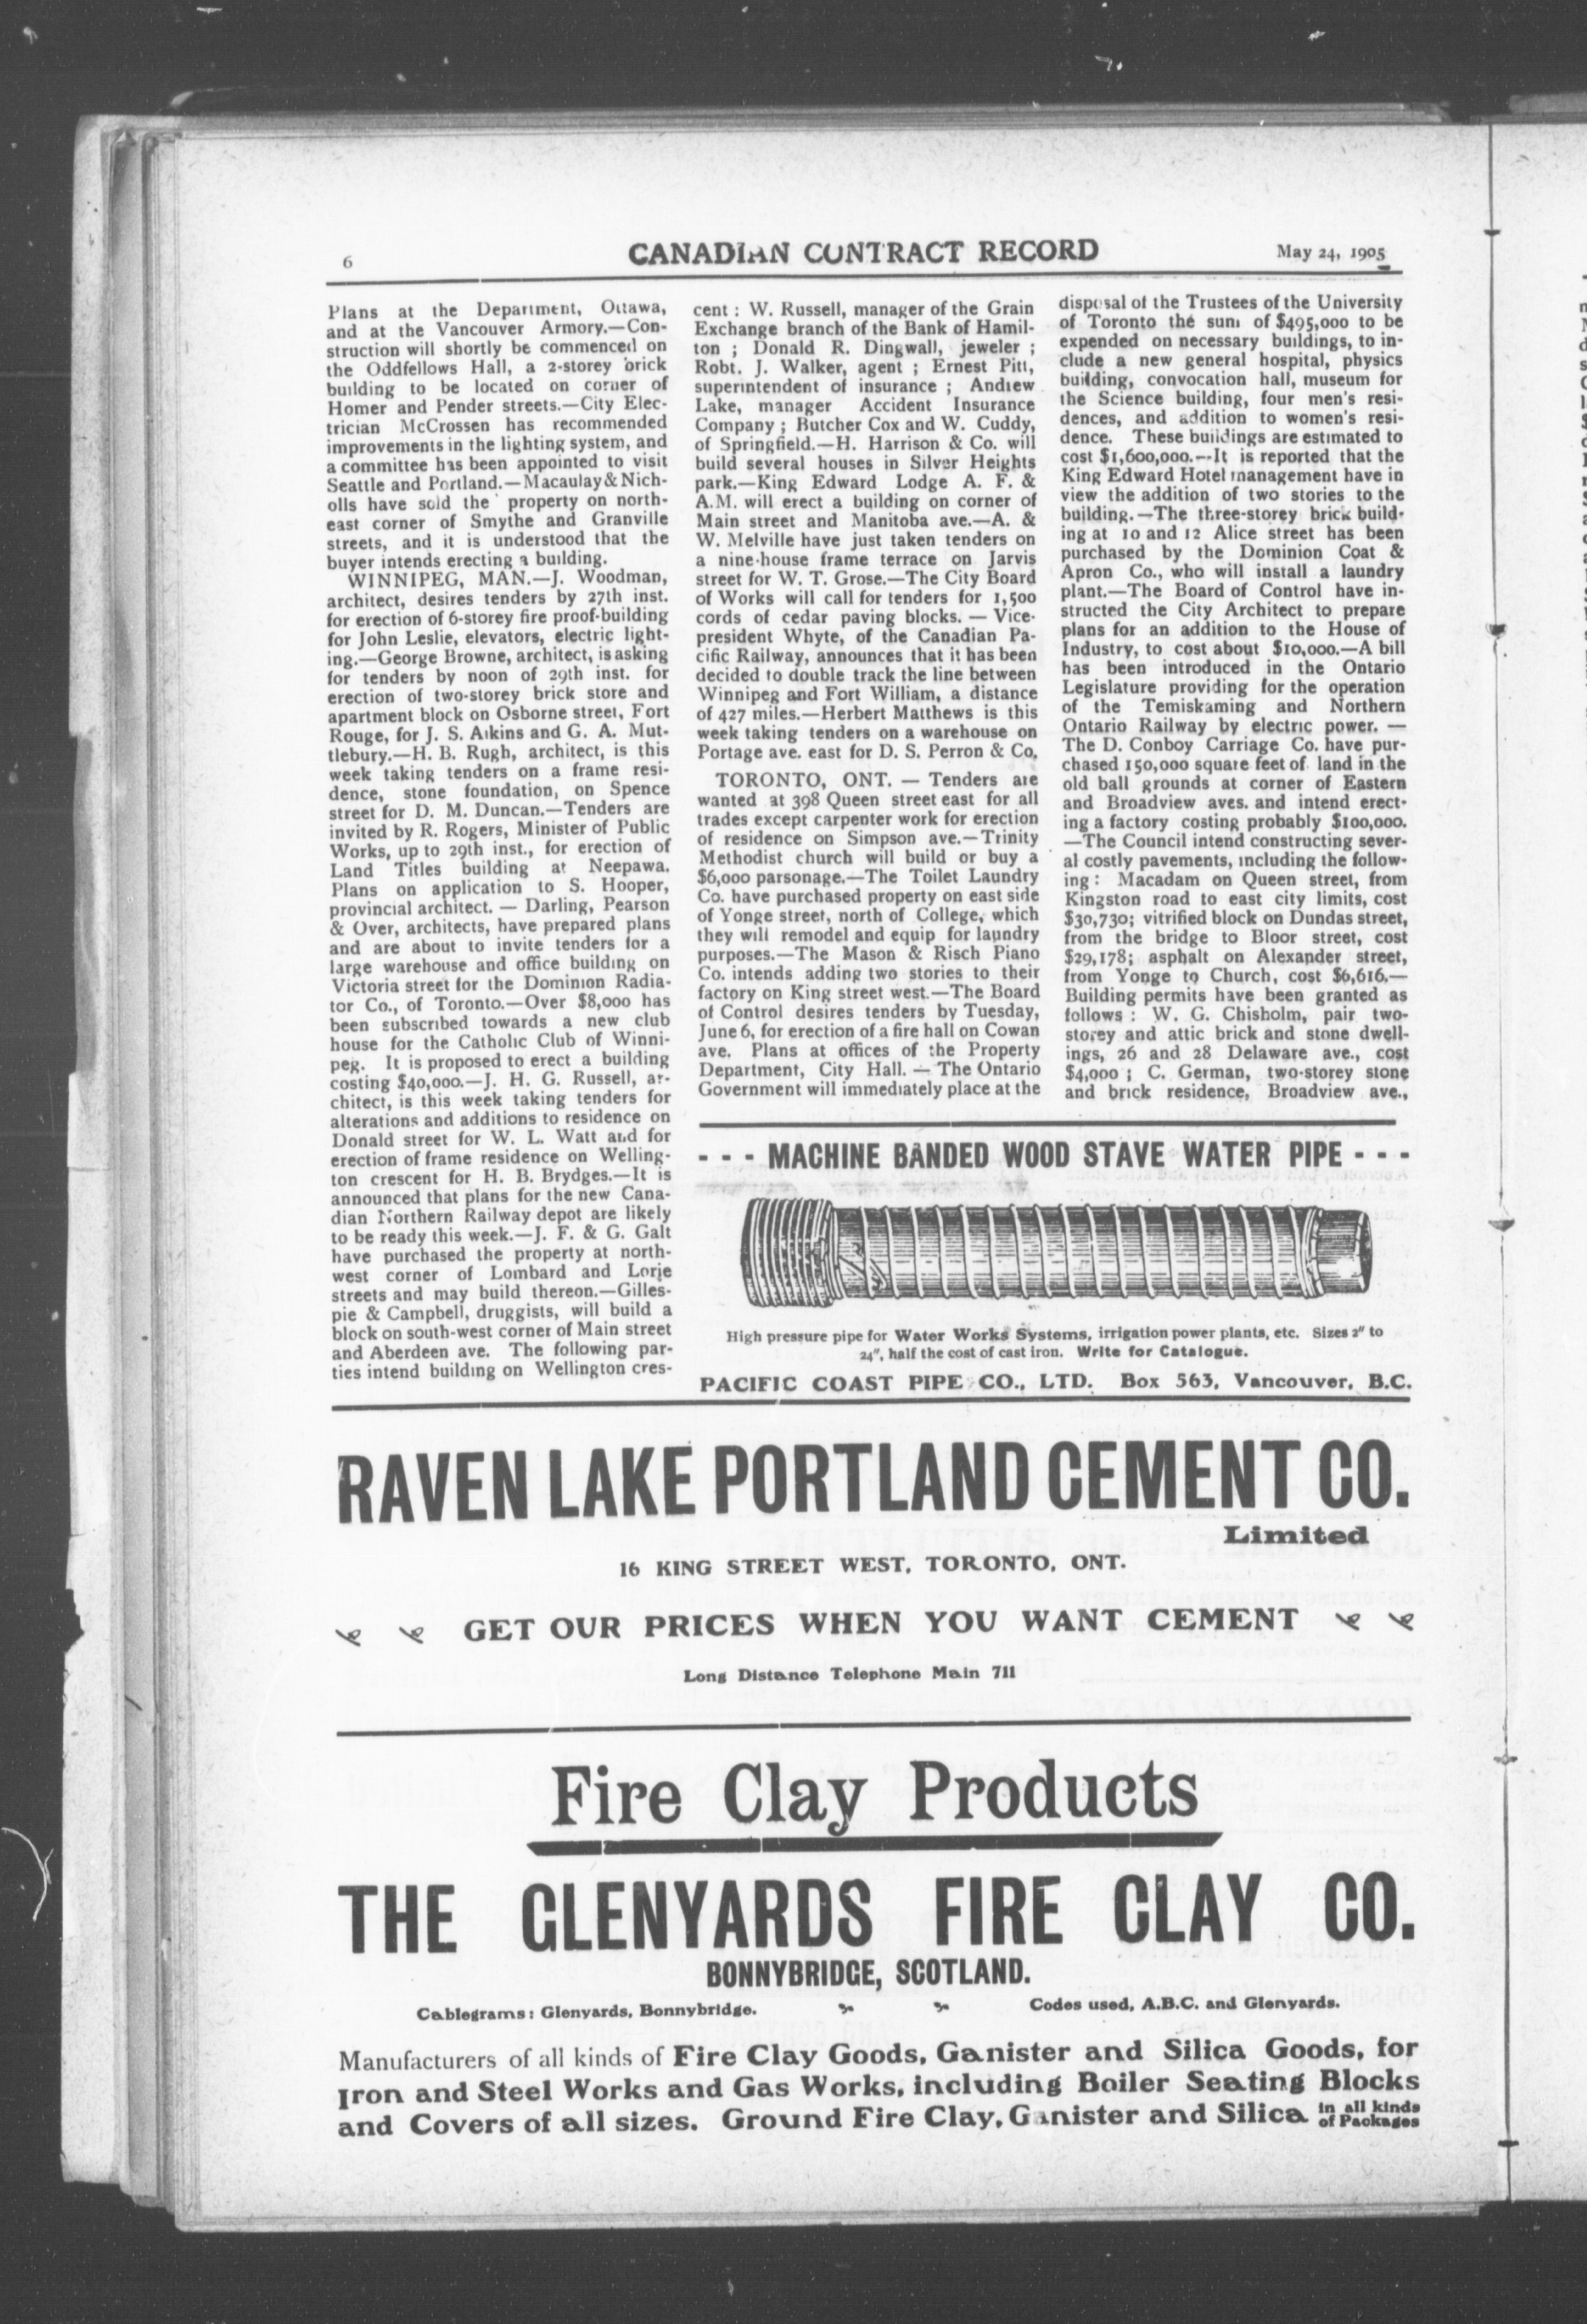 6
CANADIAN CONTRACT RECORD
May 24, 1905
Plans at the Department, Ottawa,
and at the Vancouver Armory.—Con-
struction will shortly be commenced on
the Oddfellows Hall, a 2-storey brick
building to be located on corner of
Homer and Pender streets.—City Elec-
trician McCrossen has recommended
improvements in the lighting system, and
a committee has been appointed to visit
Seattle and Portland.—Macaulay & Nich-
olls have sold the property on north-
east corner of Smythe and Granville
streets, and it is understood that the
buyer intends erecting a building.
WINNIPEG, MAN.—J. Woodman,
architect, desires tenders by 27th inst.
for erection of 6-storey fire proof-building
for John Leslie, elevators, electric light-
ing.—George Browne, architect, is asking
for tenders by noon of 29th inst. for
erection of two-storey brick store and
apartment block on Osborne street, Fort
Rouge, for J. S. Aikins and G. A. Mut-
tlebury.—H. B. Rugh, architect, is this
week taking tenders on a frame resi-
dence, stone foundation, on Spence
street for D. M. Duncan.—Tenders are
invited by R. Rogers, Minister of Public
Works, up to 29th inst., for erection of
Land Titles building at Neepawa.
Plans on application to S. Hooper,
provincial architect. — Darling, Pearson
& Over, architects, have prepared plans
and are about to invite tenders for a
large warehouse and office building on
Victoria street for the Dominion Radia-
tor Co., of Toronto.—Over $8,000 has
been subscribed towards a new club
house for the Catholic Club of Winni-
peg. It is proposed to erect a building
costing $40,000.—J. H. G. Russell, ar-
chitect, is this week taking tenders for
alterations and additions to residence on
Donald street for W. L. Watt and for
erection of frame residence on Welling-
ton crescent for H. B. Brydges.—It is
announced that plans for the new Cana-
dian Northern Railway depot are likely
to be ready this week.—J. F. & G. Galt
have purchased the property at north-
west corner of Lombard and Lorje
streets and may build thereon.—Gilles-
pie & Campbell, druggists, will build a
block on south-west corner of Main street
and Aberdeen ave. The following par-
ties intend building on Wellington cres-
cent : W. Russell, manager of the Grain
Exchange branch of the Bank of Hamil-
ton ; Donald R. Dingwall, jeweler ;
Robt. J. Walker, agent ; Ernest Pitt,
superintendent of insurance ; Andrew
Lake, manager Accident Insurance
Company ; Butcher Cox and W. Cuddy,
of Springfield.—H. Harrison & Co. will
build several houses in Silver Heights
park.—King Edward Lodge A. F. &
A.M. will erect a building on corner of
Main street and Manitoba ave.—A. &
W. Melville have just taken tenders on
a nine-house frame terrace on Jarvis
street for W. T. Grose.—The City Board
of Works will call for tenders for 1,500
cords of cedar paving blocks. — Vice-
president Whyte, of the Canadian Pa-
cific Railway, announces that it has been
decided to double track the line between
Winnipeg and Fort William, a distance
of 427 miles.—Herbert Matthews is this
week taking tenders on a warehouse on
Portage ave. east for D. S. Perron & Co.
TORONTO, ONT. — Tenders are
wanted at 398 Queen street east for all
trades except carpenter work for erection
of residence on Simpson ave.—Trinity
Methodist church will build or buy a
$6,000 parsonage.—The Toilet Laundry
Co. have purchased property on east side
of Yonge street, north of College, which
they will remodel and equip for laundry
purposes.—The Mason & Risch Piano
Co. intends adding two stories to their
factory on King street west.—The Board
of Control desires tenders by Tuesday,
June 6, for erection of a fire hall on Cowan
ave. Plans at offices of the Property
Department, City Hall. — The Ontario
Government will immediately place at the
disposal of the Trustees of the University
of Toronto the sum of $495,000 to be
expended on necessary buildings, to in-
clude a new general hospital, physics
building, convocation hall, museum for
the Science building, four men's resi-
dences, and addition to women's resi-
dence. These buildings are estimated to
cost $1,600,000.--It is reported that the
King Edward Hotel management have in
view the addition of two stories to the
building.—The three-storey brick build-
ing at 10 and 12 Alice street has been
purchased by the Dominion Coat &
Apron Co., who will install a laundry
plant.—The Board of Control have in-
structed the City Architect to prepare
plans for an addition to the House of
Industry, to cost about $10,000.—A bill
has been introduced in the Ontario
Legislature providing for the operation
of the Temiskaming and Northern
Ontario Railway by electric power. —
The D. Conboy Carriage Co. have pur-
chased 150,000 square feet of land in the
old ball grounds at corner of Eastern
and Broadview aves. and intend erect-
ing a factory costing probably $100,000.
—The Council intend constructing sever-
al costly pavements, including the follow-
ing : Macadam on Queen street, from
Kingston road to east city limits, cost
$30,730; vitrified block on Dundas street,
from the bridge to Bloor street, cost
$29,178; asphalt on Alexander street,
from Yonge to Church, cost $6,616.—
Building permits have been granted as
follows : W. G. Chisholm, pair two-
storey and attic brick and stone dwell-
ings, 26 and 28 Delaware ave., cost
$4,000 ; C. German, two-storey stone
and brick residence, Broadview ave.,
- - - MACHINE BANDED WOOD STAVE WATER PIPE - - -
High pressure pipe for Water Works Systems, irrigation power plants, etc. Sizes 2" to
24", half the cost of cast iron. Write for Catalogue.
PACIFIC COAST PIPE CO., LTD. Box 563, Vancouver, B.C.
RAVEN LAKE PORTLAND CEMENT CO.
Limited
16 KING STREET WEST, TORONTO, ONT.
GET OUR PRICES WHEN YOU WANT CEMENT
Long Distance Telephone Main 711
Fire Clay Products
THE GLENYARDS FIRE CLAY CO.
BONNYBRIDGE, SCOTLAND.
Cablegrams: Glenyards, Bonnybridge. Codes used, A.B.C. and Glenyards.
Manufacturers of all kinds of Fire Clay Goods, Ganister and Silica Goods, for
Iron and Steel Works and Gas Works, including Boiler Seating Blocks
and Covers of all sizes. Ground Fire Clay, Ganister and Silica in all kinds
of Packages